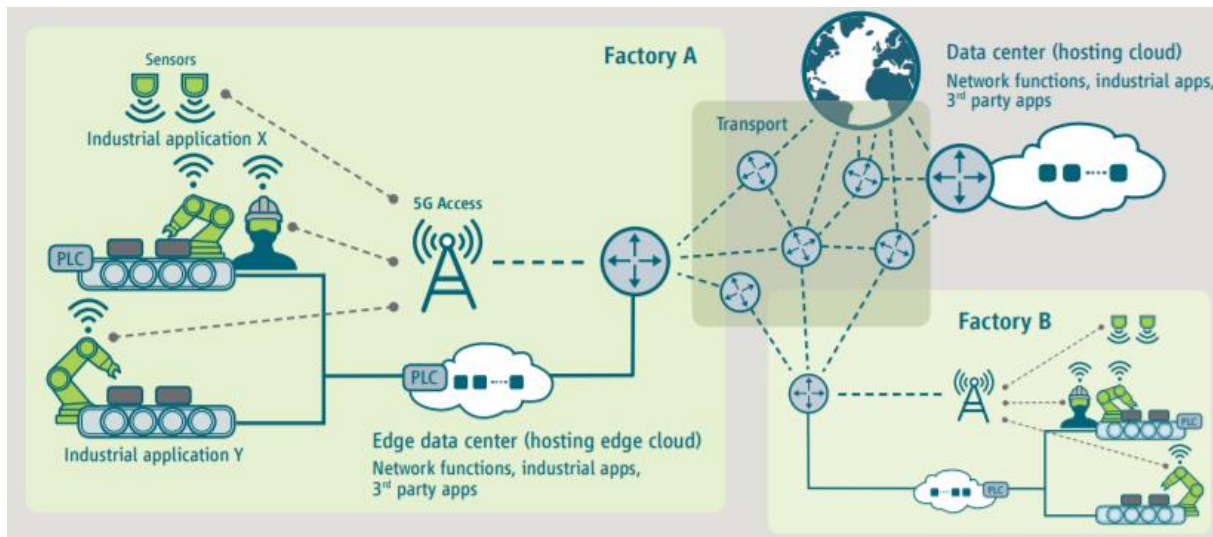 Factory A
Sensors
Industrial application X
5G Access
PLC
PLC
Industrial application Y
Edge data center (hosting edge cloud)
Network functions, industrial apps,
3rd party apps
Transport
Data center (hosting cloud)
Network functions, industrial apps,
3rd party apps
Factory B
PLC
PLC